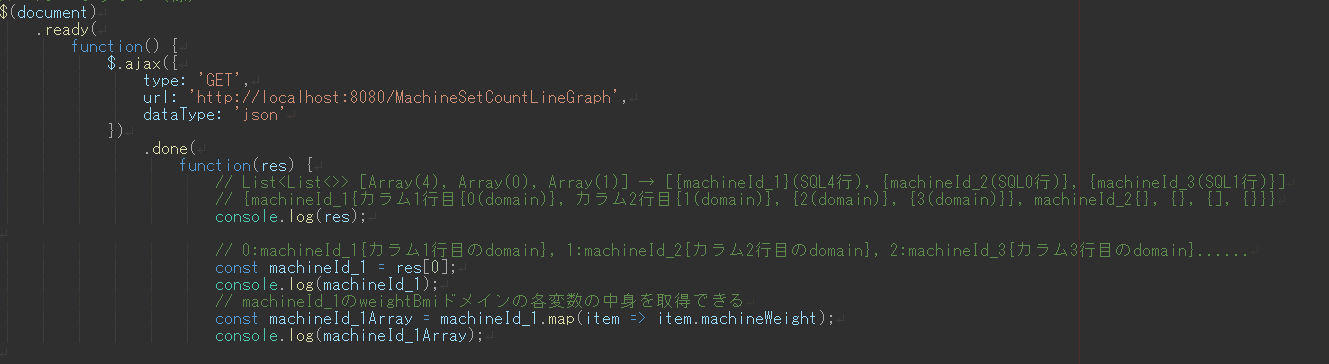 $(document)
.ready(
function() {
$.ajax({
type: 'GET',
url: 'http://localhost:8080/MachineSetCountLineGraph',
dataType: 'json'
})
.done(
function(res) {
// List<List<>> [Array(4), Array(0), Array(1)] → [{machineId_1}(SQL4行), {machineId_2(SQL0行)}, {machineId_3(SQL1行)}]
// {machineId_1{カラム1行目{0(domain)}, カラム2行目{1(domain)}, {2(domain)}, {3(domain)}}, machineId_2{}, {}, {}, {}}}
console.log(res);
// 0:machineId_1{カラム1行目のdomain}, 1:machineId_2{カラム2行目のdomain}, 2:machineId_3{カラム3行目のdomain}......
const machineId_1 = res[0];
console.log(machineId_1);
// machineId_1のweightBmiドメインの各変数の中身を取得できる
const machineId_1Array = machineId_1.map(item => item.machineWeight);
console.log(machineId_1Array);